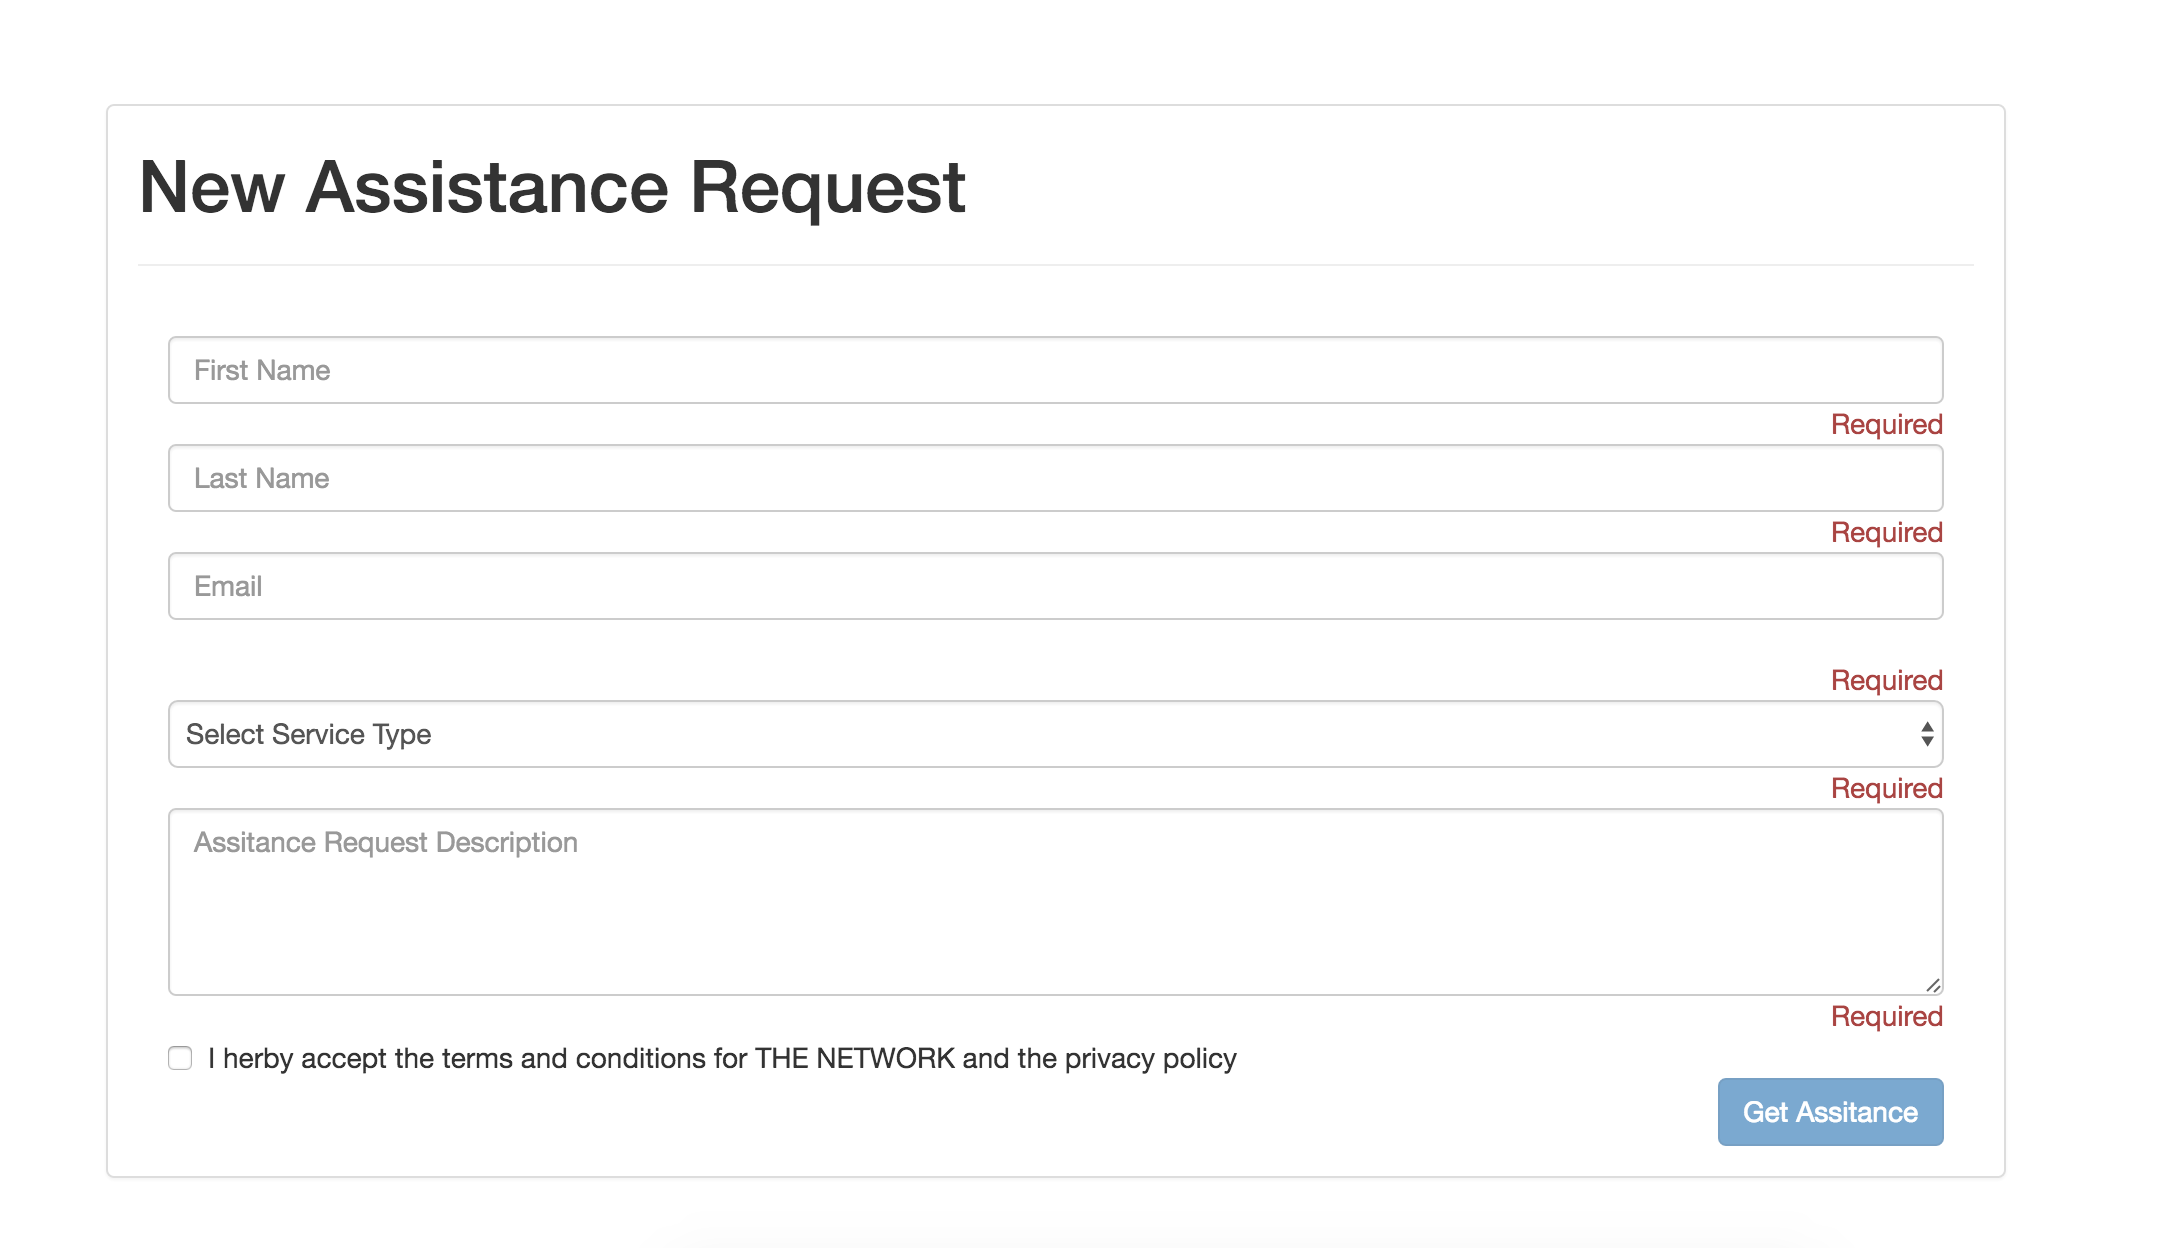 New Assistance Request
First Name
Required
Last Name
Required
Email
Required
Select Service Type
Required
Assitance Request Description
Required
I herby accept the terms and conditions for THE NETWORK and the privacy policy
Get Assitance